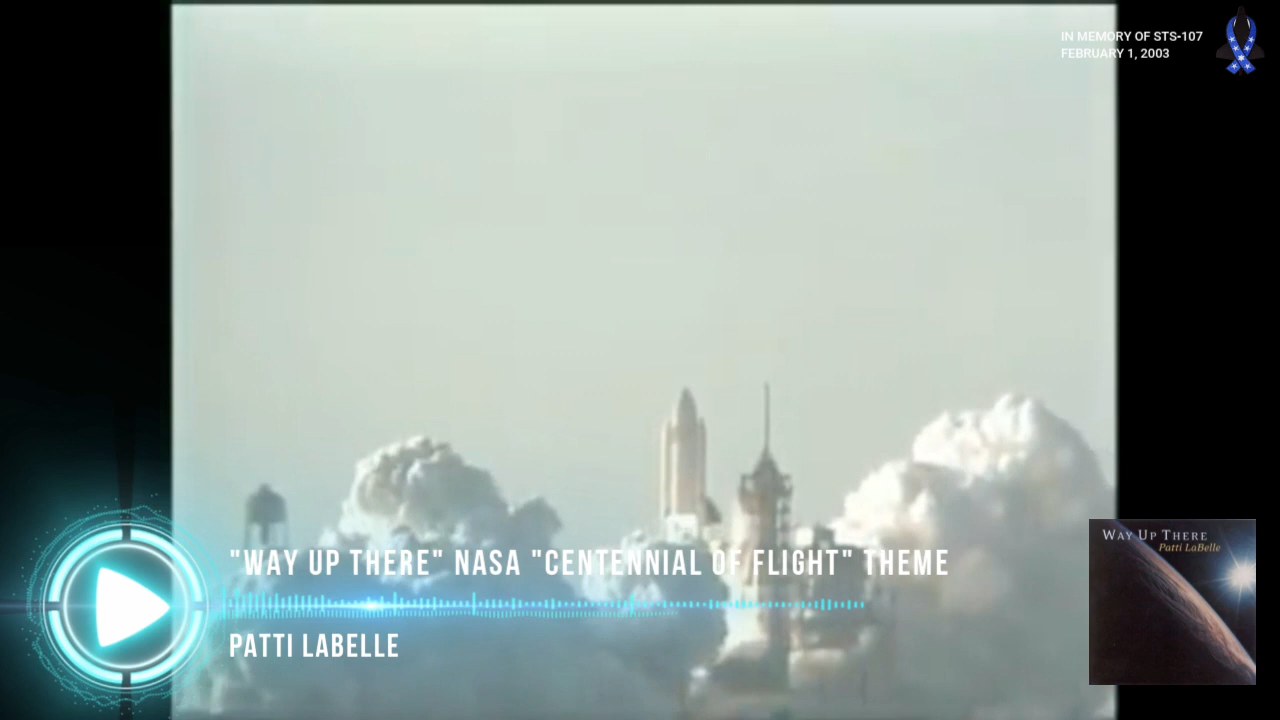 IN MEMORY OF STS-107
FEBRUARY 1, 2003
"WAY UP THERE" NASA "CENTENNIAL OF FLIGHT" THEME
PATTI LABELLE
WAY UP THERE
Patti LaBelle